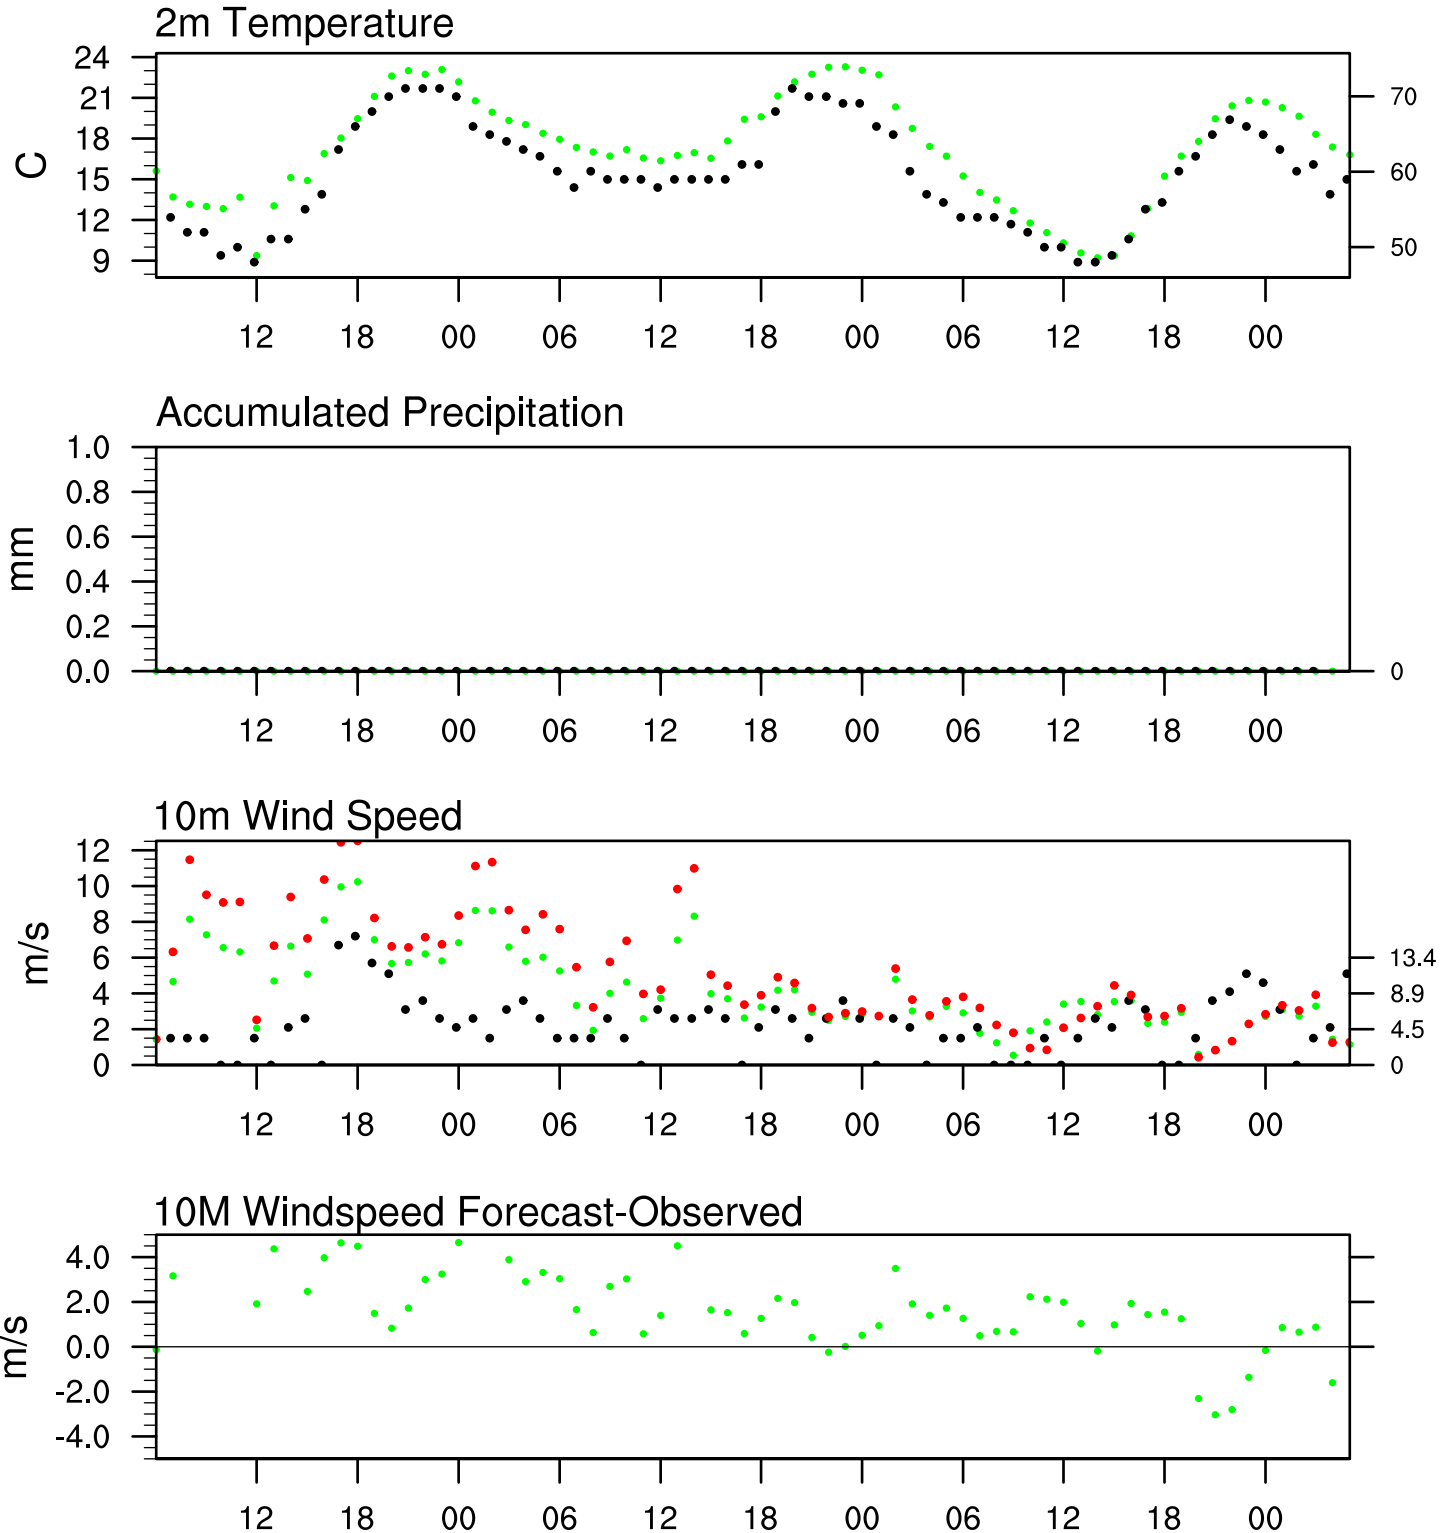 2m Temperature
24
21
18
15
12
9
C
70
60
50
12 18 00 06 12 18 00 06 12 18 00
Accumulated Precipitation
1.0
0.8
0.6
0.4
0.2
0.0
mm
0
12 18 00 06 12 18 00 06 12 18 00
10m Wind Speed
12
10
8
6
4
2
0
m/s
13.4
8.9
4.5
0
12 18 00 06 12 18 00 06 12 18 00
10M Windspeed Forecast-Observed
4.0
2.0
0.0
-2.0
-4.0
m/s
12 18 00 06 12 18 00 06 12 18 00